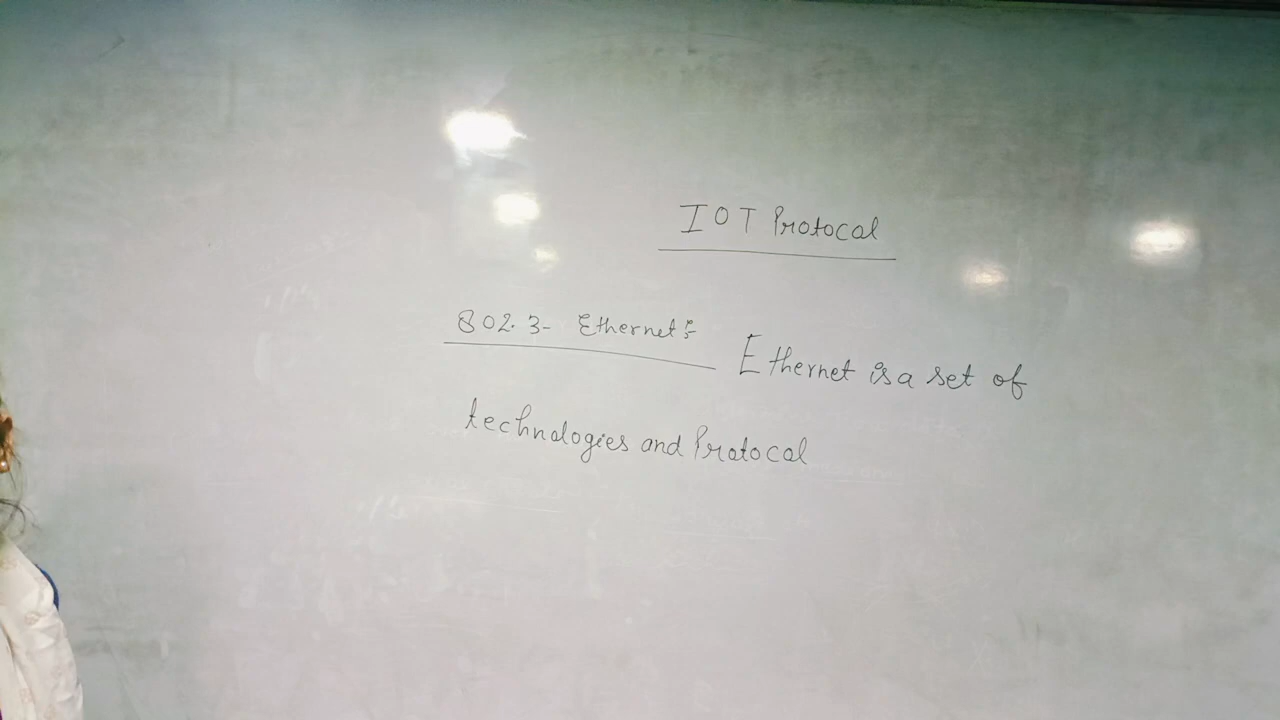 IOT Protocal
802.3- Ethernet:- Ethernet is a set of
technologies and Protocal